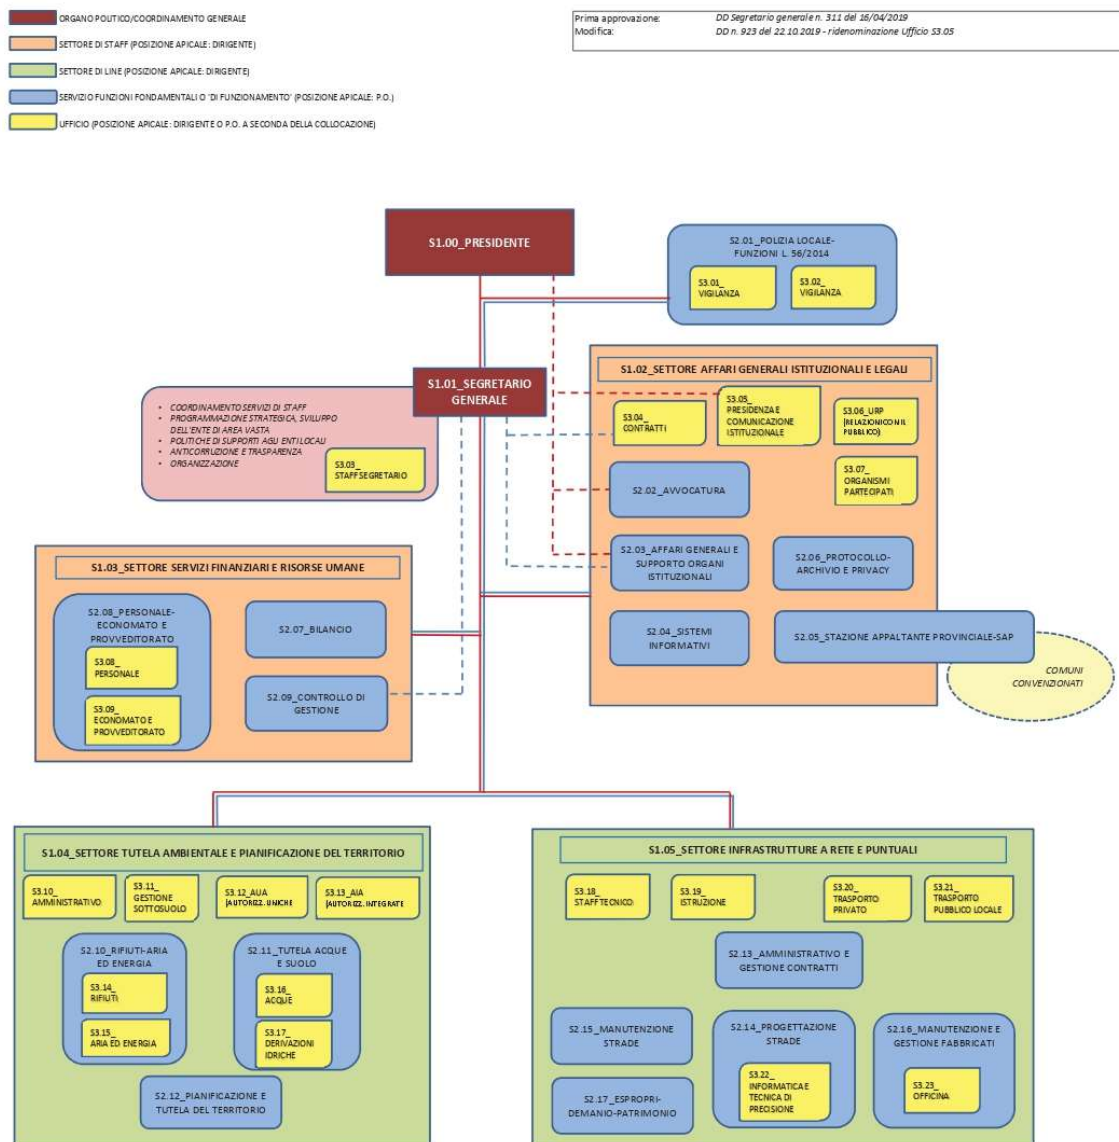 ORGANO POLITICO/COORDINAMENTO GENERALE
SETTORE DI STAFF (POSIZIONE APICALE: DIRIGENTE)
SETTORE DI LINE (POSIZIONE APICALE: DIRIGENTE)
SERVIZIO FUNZIONI FONDAMENTALI O 'DI FUNZIONAMENTO' (POSIZIONE APICALE: P.O.)
UFFICIO (POSIZIONE APICALE: DIRIGENTE O P.O. A SECONDA DELLA COLLOCAZIONE)
Prima approvazione: DD Segretario generale n. 311 del 16/04/2019
Modifica: DD n. 923 del 22.10.2019 - ridenominazione Ufficio S3.05
S1.00_PRESIDENTE
S2.01_POLIZIA LOCALE-
FUNZIONI L. 56/2014
S3.01_
VIGILANZA
S3.02_
VIGILANZA
S1.01_SEGRETARIO
GENERALE
• COORDINAMENTO SERVIZI DI STAFF
• PROGRAMMAZIONE STRATEGICA, SVILUPPO
DELL'ENTE DI AREA VASTA
• POLITICHE DI SUPPORTI AGLI ENTI LOCALI
• ANTICORRUZIONE E TRASPARENZA
• ORGANIZZAZIONE
S3.03_
STAFF SEGRETARIO
S1.02_SETTORE AFFARI GENERALI ISTITUZIONALI E LEGALI
S3.04_
CONTRATTI
S3.05_
PRESIDENZA E
COMUNICAZIONE
ISTITUZIONALE
S3.06_URP
(RELAZIONI CON IL
PUBBLICO)
S3.07_
ORGANISMI
PARTECIPATI
S2.02_AVVOCATURA
S2.03_AFFARI GENERALI E
SUPPORTO ORGANI
ISTITUZIONALI
S2.06_PROTOCOLLO-
ARCHIVIO E PRIVACY
S2.04_SISTEMI
INFORMATIVI
S2.05_STAZIONE APPALTANTE PROVINCIALE-SAP
COMUNI
CONVENZIONATI
S1.03_SETTORE SERVIZI FINANZIARI E RISORSE UMANE
S2.08_PERSONALE-
ECONOMATO E
PROVVEDITORATO
S3.08_
PERSONALE
S3.09_
ECONOMATO E
PROVVEDITORATO
S2.07_BILANCIO
S2.09_CONTROLLO DI
GESTIONE
S1.04_SETTORE TUTELA AMBIENTALE E PIANIFICAZIONE DEL TERRITORIO
S3.10_
AMMINISTRATIVO
S3.11_
GESTIONE
SOTTOSUOLO
S3.12_AUA
(AUTORIZZ. UNICHE
S3.13_AIA
(AUTORIZZ. INTEGRATE
S2.10_RIFIUTI-ARIA
ED ENERGIA
S3.14_
RIFIUTI
S3.15_
ARIA ED ENERGIA
S2.11_TUTELA ACQUE
E SUOLO
S3.16_
ACQUE
S3.17_
DERIVAZIONI
IDRICHE
S2.12_PIANIFICAZIONE E
TUTELA DEL TERRITORIO
S1.05_SETTORE INFRASTRUTTURE A RETE E PUNTUALI
S3.18_
STAFF TECNICO
S3.19_
ISTRUZIONE
S3.20_
TRASPORTO
PRIVATO
S3.21_
TRASPORTO
PUBBLICO LOCALE
S2.13_AMMINISTRATIVO E
GESTIONE CONTRATTI
S2.15_MANUTENZIONE
STRADE
S2.14_PROGETTAZIONE
STRADE
S3.22_
INFORMATICA E
TECNICA DI
PRECISIONE
S2.16_MANUTENZIONE E
GESTIONE FABBRICATI
S3.23_
OFFICINA
S2.17_ESPROPRI-
DEMANIO-PATRIMONIO